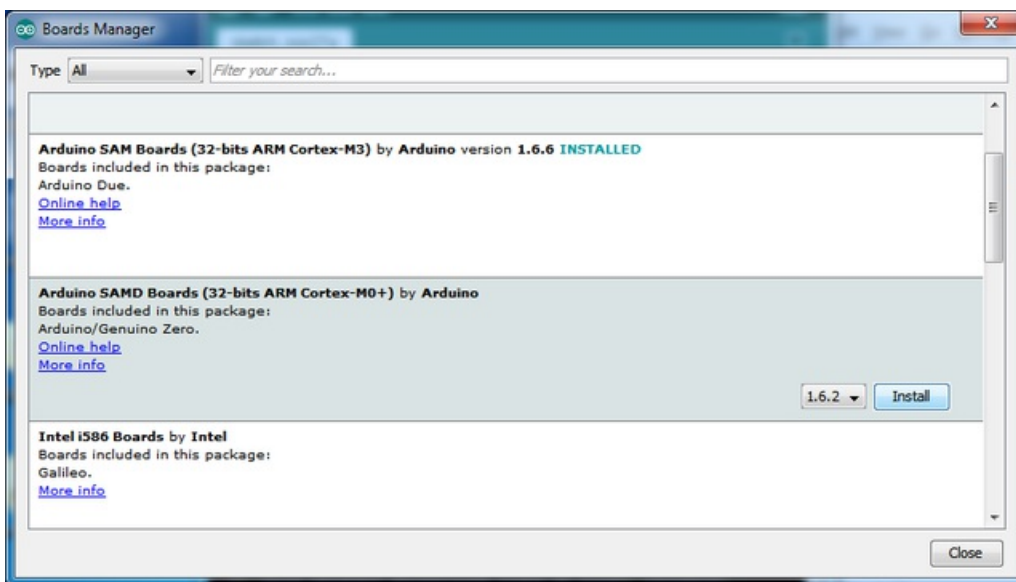 Boards Manager
Type All Filter your search...
Arduino SAM Boards (32-bits ARM Cortex-M3) by Arduino version 1.6.6 INSTALLED
Boards included in this package:
Arduino Due.
Online help
More info
Arduino SAMD Boards (32-bits ARM Cortex-M0+) by Arduino
Boards included in this package:
Arduino/Genuino Zero.
Online help
More info
1.6.2 Install
Intel i586 Boards by Intel
Boards included in this package:
Galileo.
More info
Close